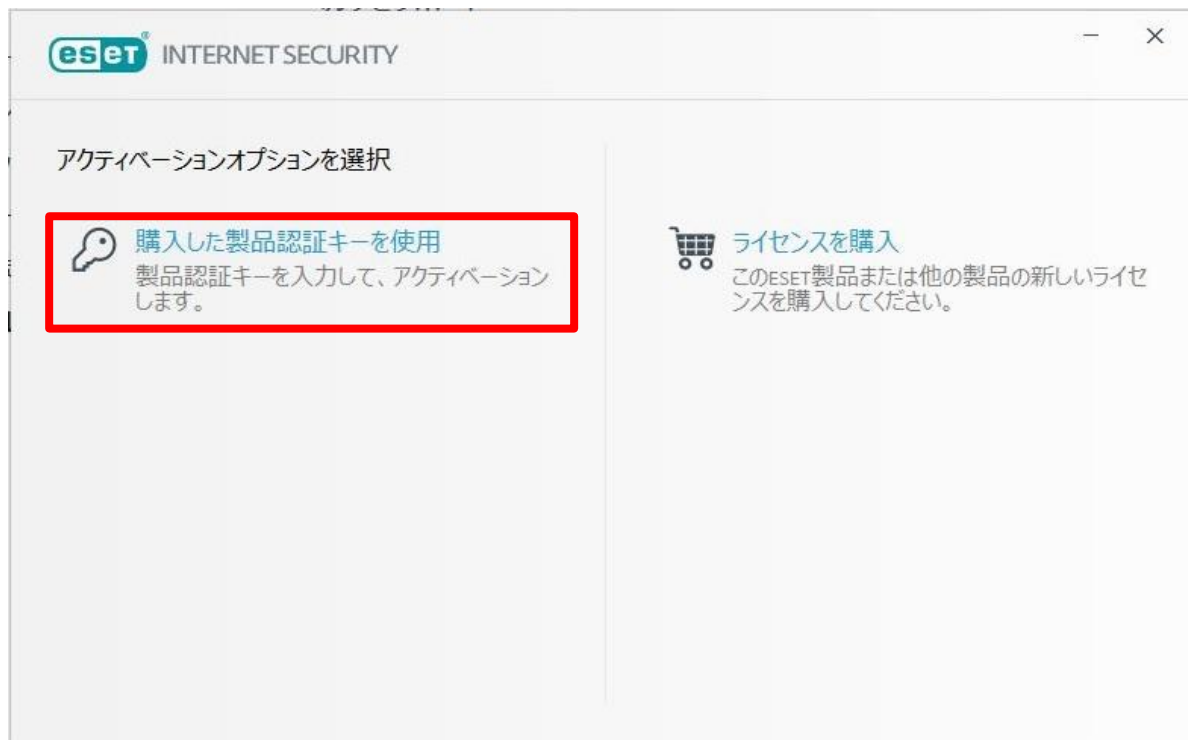 eset INTERNET SECURITY
アクティベーションオプションを選択
購入した製品認証キーを使用
製品認証キーを入力して、アクティベーション
します。
ライセンスを購入
このESET製品または他の製品の新しいライセ
ンスを購入してください。